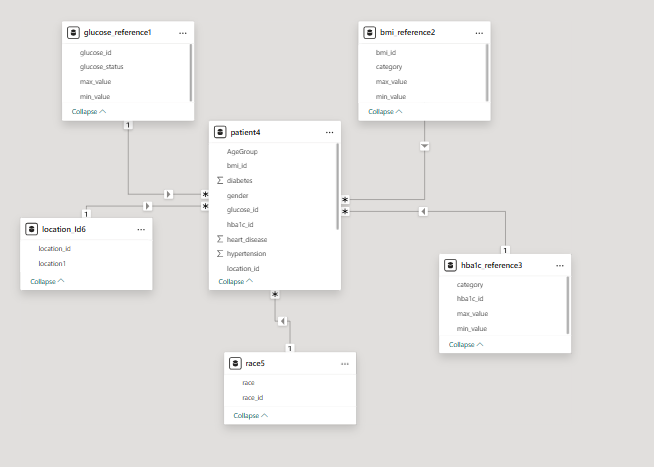 glucose_reference1
glucose_id
glucose_status
max_value
min_value
Collapse
1
bmi_reference2
bmi_id
category
max_value
min_value
Collapse
patient4
AgeGroup
bmi_id
diabetes
gender
glucose_id
hba1c_id
heart_disease
hypertension
location_id
Collapse
*
*
*
*
*
1
location_Id6
location_id
location1
Collapse
1
hba1c_reference3
category
hba1c_id
max_value
min_value
Collapse
1
race5
race
race_id
Collapse